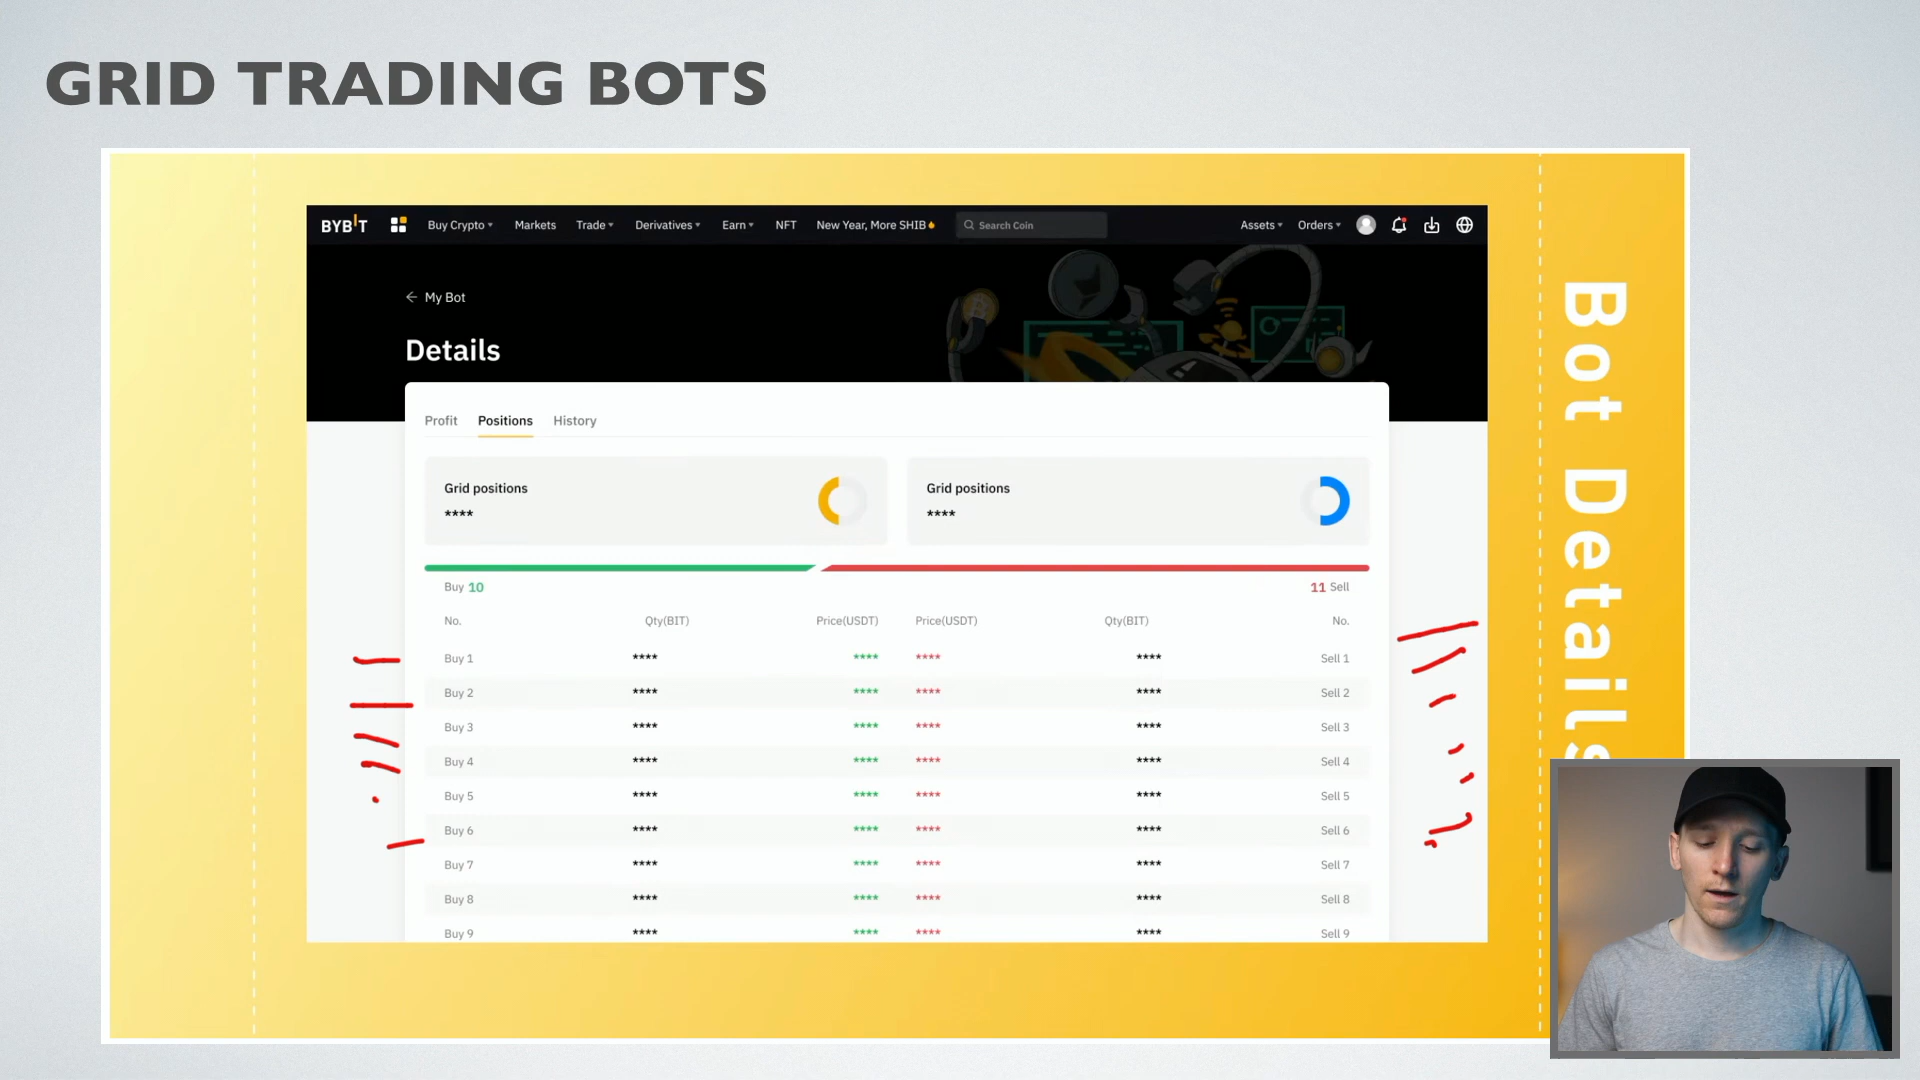 GRID TRADING BOTS
BYBIT Buy Crypto Markets Trade Derivatives Earn NFT New Year, More SHIB Search Coin Assets Orders
← My Bot
Details
Profit Positions History
Grid positions Grid positions
**** ****
Buy 10 11 Sell
No. Qty(BIT) Price(USDT) Price(USDT) Qty(BIT) No.
Buy 1 **** **** **** **** Sell 1
Buy 2 **** **** **** **** Sell 2
Buy 3 **** **** **** **** Sell 3
Buy 4 **** **** **** **** Sell 4
Buy 5 **** **** **** **** Sell 5
Buy 6 **** **** **** **** Sell 6
Buy 7 **** **** **** **** Sell 7
Buy 8 **** **** **** **** Sell 8
Buy 9 **** **** **** **** Sell 9
Bot Details